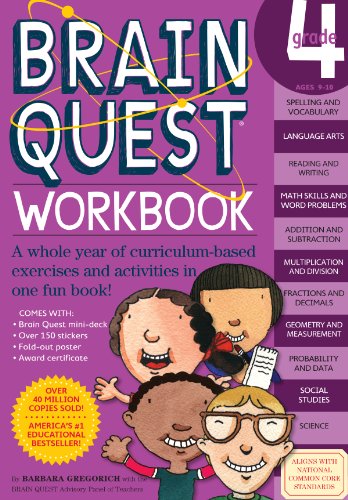 BRAIN
QUEST®
WORKBOOK
A whole year of curriculum-based
exercises and activities in
one fun book!
COMES WITH:
• Brain Quest mini-deck
• Over 150 stickers
• Fold-out poster
• Award certificate
OVER
40 MILLION
COPIES SOLD!
AMERICA'S #1
EDUCATIONAL
BESTSELLER!
By BARBARA GREGORICH with the
BRAIN QUEST Advisory Panel of Teachers
4
grade
AGES 9–10
SPELLING AND
VOCABULARY
LANGUAGE ARTS
READING AND
WRITING
MATH SKILLS AND
WORD PROBLEMS
ADDITION AND
SUBTRACTION
MULTIPLICATION
AND DIVISION
FRACTIONS AND
DECIMALS
GEOMETRY AND
MEASUREMENT
PROBABILITY
AND DATA
SOCIAL
STUDIES
SCIENCE
ALIGNS WITH
NATIONAL
COMMON CORE
STANDARDS